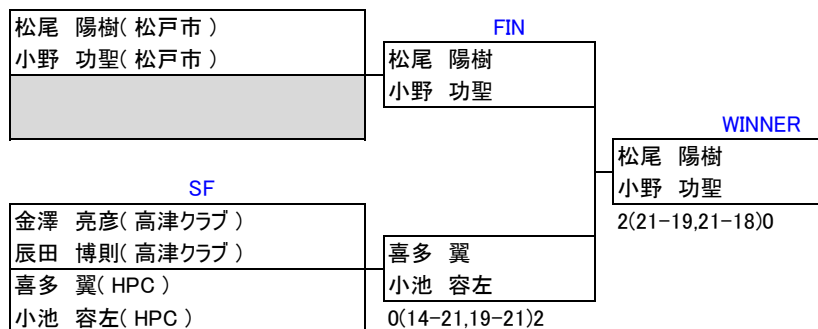 松尾 陽樹( 松戸市 )
小野 功聖( 松戸市 )
FIN
松尾 陽樹
小野 功聖
WINNER
松尾 陽樹
小野 功聖
2(21-19,21-18)0
SF
金澤 亮彦( 高津クラブ )
辰田 博則( 高津クラブ )
喜多 翼( HPC )
小池 容左( HPC )
喜多 翼
小池 容左
0(14-21,19-21)2